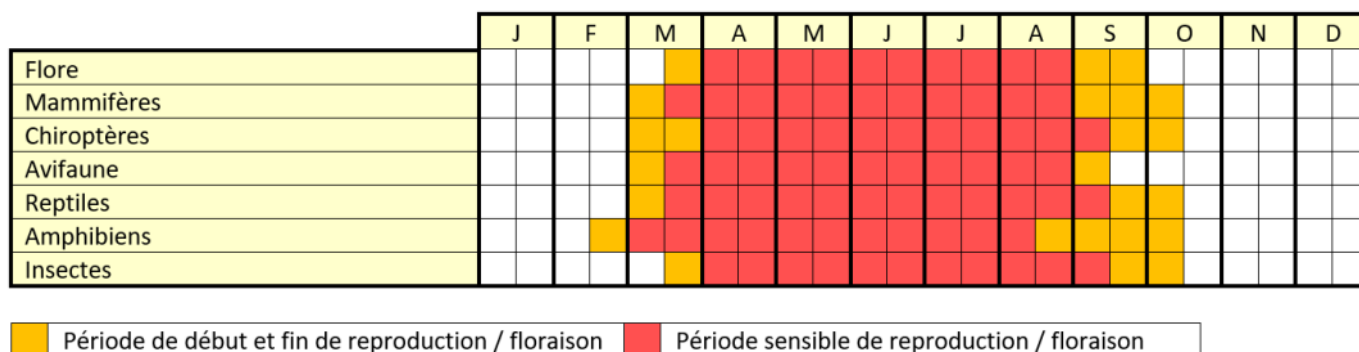 J F M A M J J A S O N D
Flore
Mammifères
Chiroptères
Avifaune
Reptiles
Amphibiens
Insectes
Période de début et fin de reproduction / floraison Période sensible de reproduction / floraison